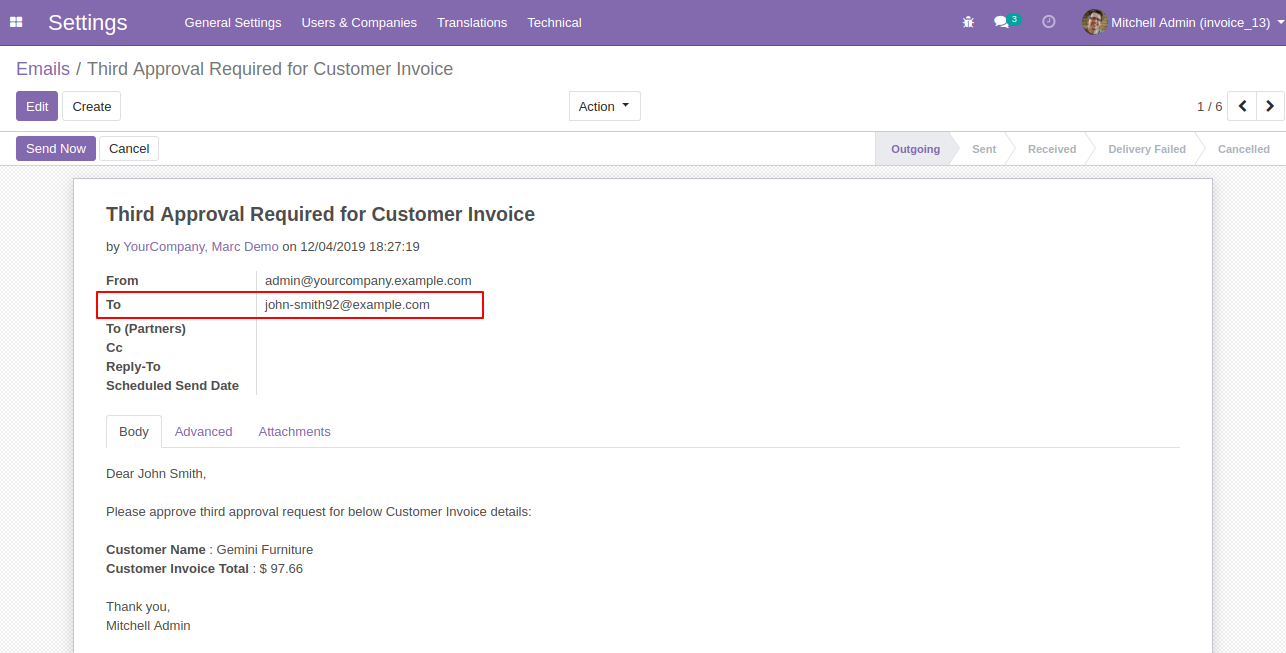 Settings General Settings Users & Companies Translations Technical 3 Mitchell Admin (invoice_13)
Emails / Third Approval Required for Customer Invoice
Edit Create Action 1 / 6
Send Now Cancel Outgoing Sent Received Delivery Failed Cancelled
Third Approval Required for Customer Invoice
by YourCompany, Marc Demo on 12/04/2019 18:27:19
From admin@yourcompany.example.com
To john-smith92@example.com
To (Partners)
Cc
Reply-To
Scheduled Send Date
Body Advanced Attachments
Dear John Smith,
Please approve third approval request for below Customer Invoice details:
Customer Name : Gemini Furniture
Customer Invoice Total : $ 97.66
Thank you,
Mitchell Admin